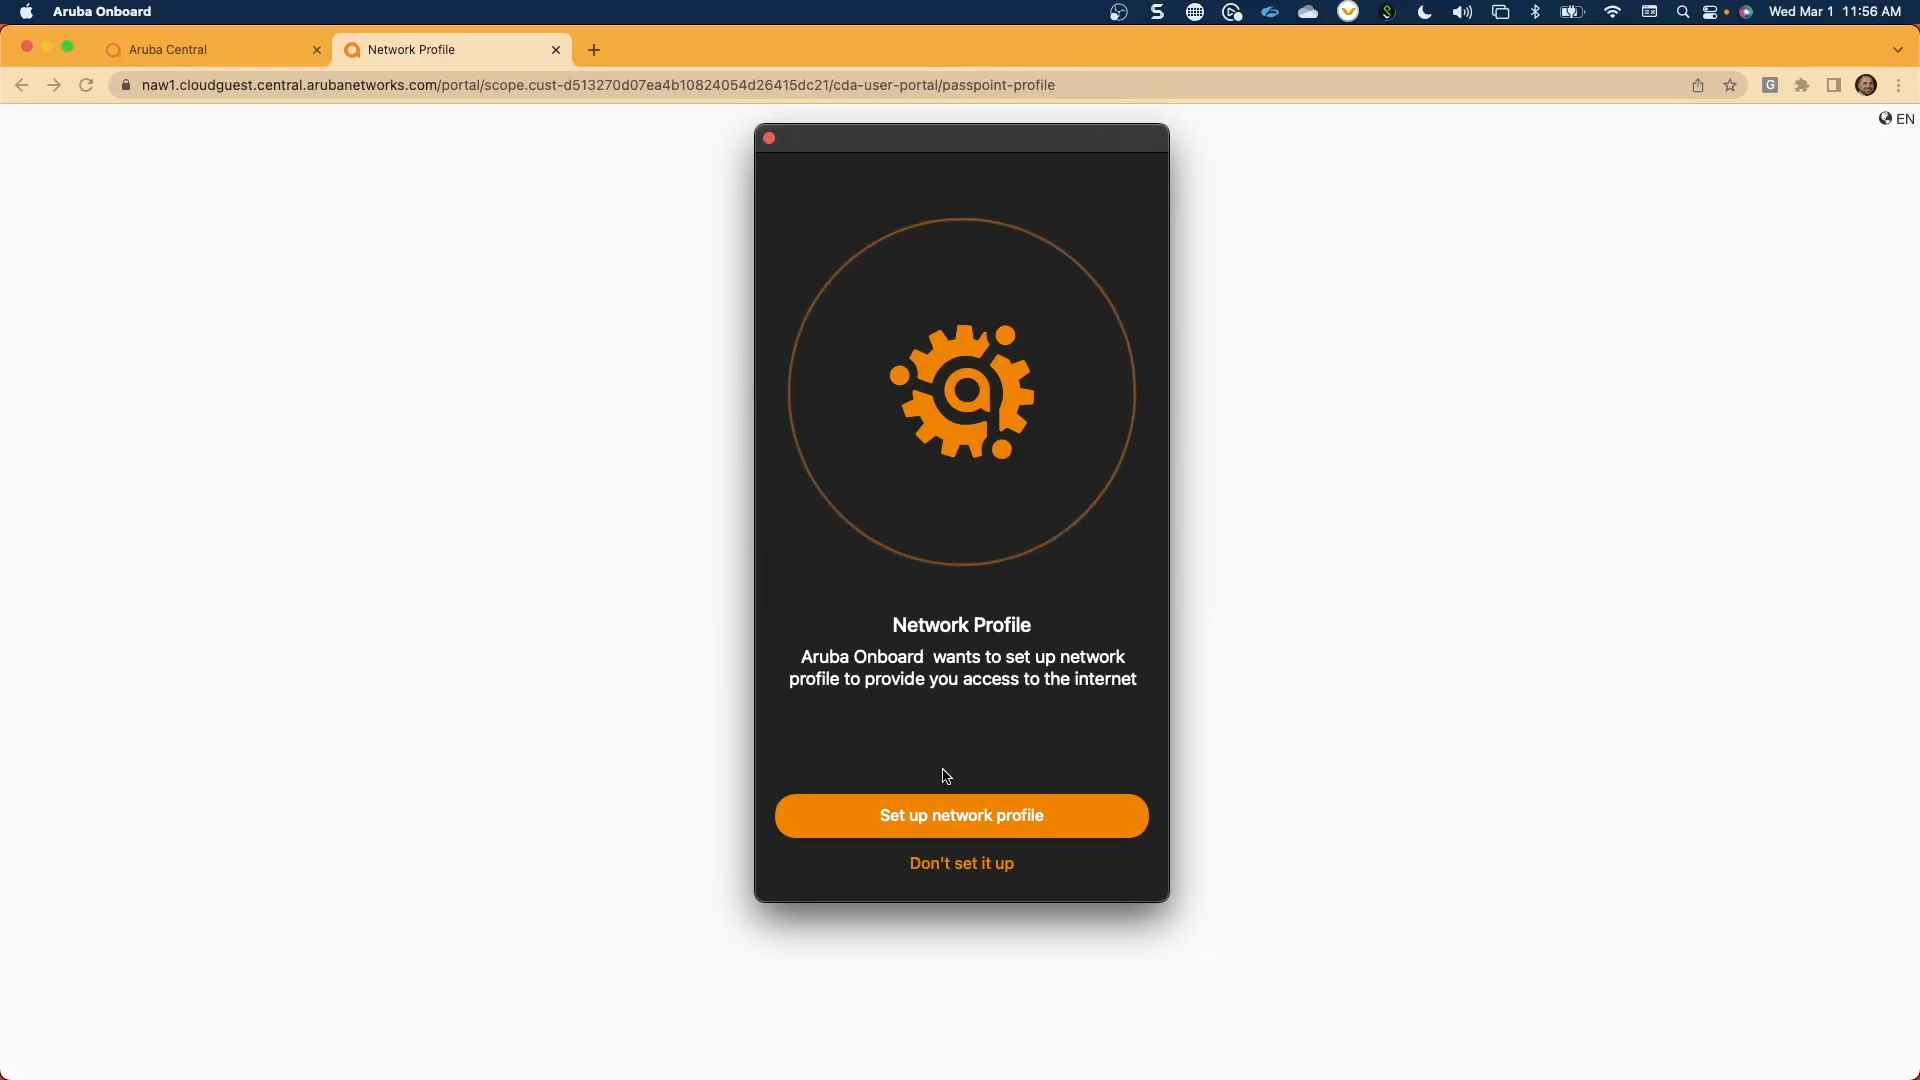 Aruba Onboard
Wed Mar 1 11:56 AM
Aruba Central
Network Profile
naw1.cloudguest.central.arubanetworks.com/portal/scope.cust-d513270d07ea4b10824054d26415dc21/cda-user-portal/passpoint-profile
EN
Network Profile
Aruba Onboard wants to set up network
profile to provide you access to the internet
Set up network profile
Don't set it up